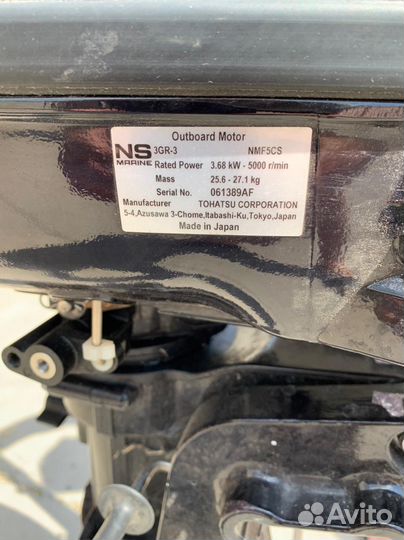 Outboard Motor
NS MARINE 3GR-3 NMF5CS
Rated Power 3.68 kW - 5000 r/min
Mass 25.6 - 27.1 kg
Serial No. 061389AF
Manufacturer TOHATSU CORPORATION
5-4,Azusawa 3-Chome,Itabashi-Ku,Tokyo,Japan
Made in Japan
Avito